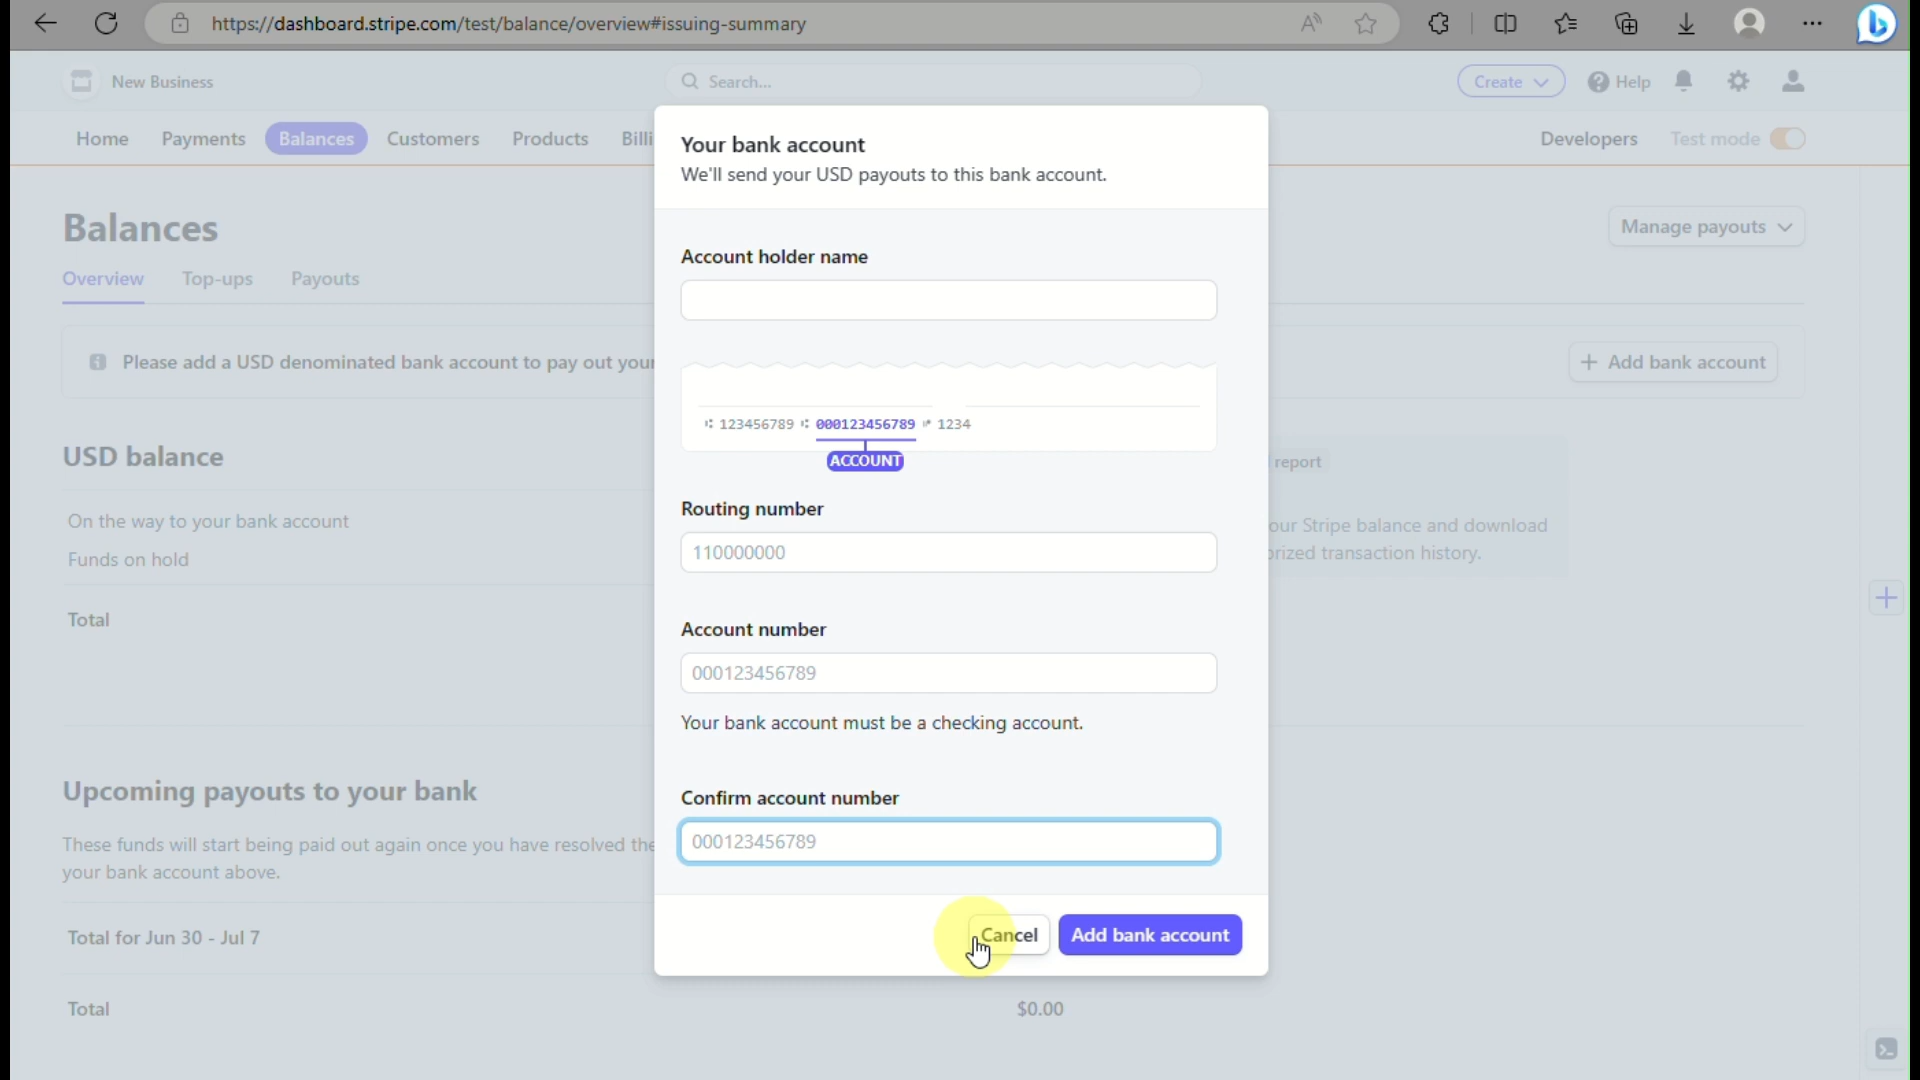 https://dashboard.stripe.com/test/balance/overview#issuing-summary
New Business
Search...
Create
Help
Home
Payments
Balances
Customers
Products
Billi
Developers
Test mode
Your bank account
We'll send your USD payouts to this bank account.
Balances
Manage payouts
Overview
Top-ups
Payouts
Account holder name
Please add a USD denominated bank account to pay out your
+ Add bank account
123456789 000123456789 1234
ACCOUNT
USD balance
report
On the way to your bank account
Funds on hold
Total
Routing number
110000000
our Stripe balance and download
orized transaction history.
Account number
000123456789
Your bank account must be a checking account.
Upcoming payouts to your bank
These funds will start being paid out again once you have resolved the
your bank account above.
Confirm account number
000123456789
Total for Jun 30 - Jul 7
Cancel
Add bank account
Total
$0.00